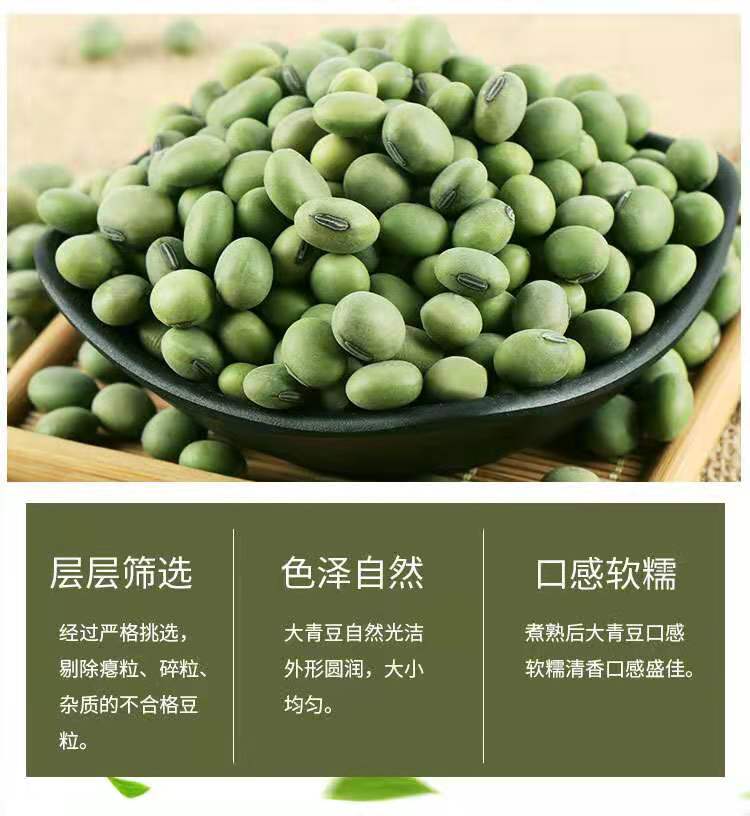 层层筛选
经过严格挑选，
剔除瘪粒、碎粒、
杂质的不合格豆
粒。
色泽自然
大青豆自然光洁
外形圆润，大小
均匀。
口感软糯
煮熟后大青豆口感
软糯清香口感盛佳。